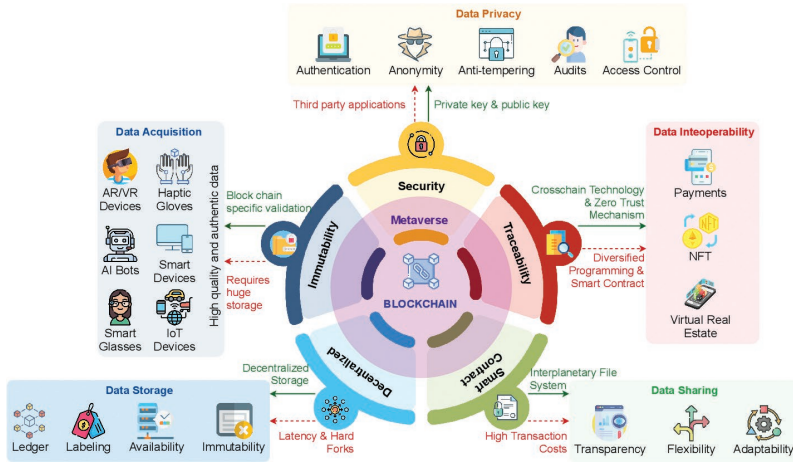 Data Privacy
Authentication
Anonymity
Anti-tempering
Audits
Access Control
Third party applications
Private key & public key
Data Acquisition
AR/VR
Devices
Haptic
Gloves
AI Bots
Smart
Devices
Smart
Glasses
IoT
Devices
High quality and authentic data
Block chain
specific validation
Requires
huge
storage
Security
Immutability
Traceability
Decentralized
Smart
Contract
Metaverse
BLOCKCHAIN
Crosschain Technology
& Zero Trust
Mechanism
Diversified
Programming &
Smart Contract
Data Inteoperability
Payments
NFT
Virtual Real
Estate
Decentralized
Storage
Latency & Hard
Forks
Data Storage
Ledger
Labeling
Availability
Immutability
Interplanetary File
System
High Transaction
Costs
Data Sharing
Transparency
Flexibility
Adaptability